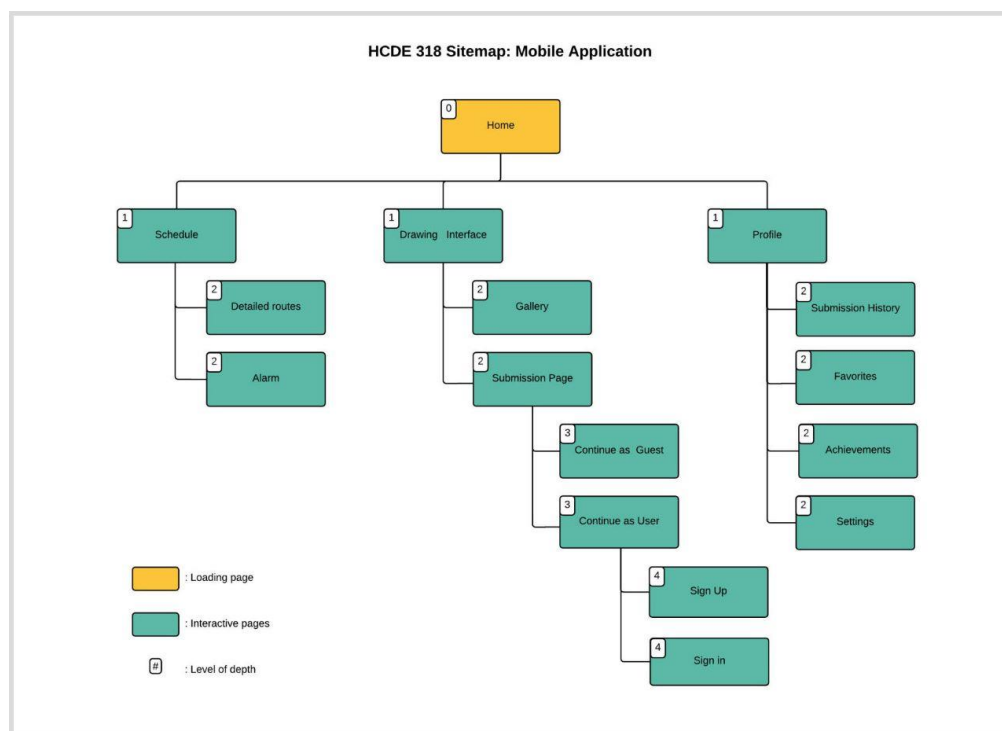 HCDE 318 Sitemap: Mobile Application
0
Home
1
Schedule
2
Detailed routes
2
Alarm
1
Drawing Interface
2
Gallery
2
Submission Page
3
Continue as Guest
3
Continue as User
4
Sign Up
4
Sign in
1
Profile
2
Submission History
2
Favorites
2
Achievements
2
Settings
: Loading page
: Interactive pages
#
: Level of depth